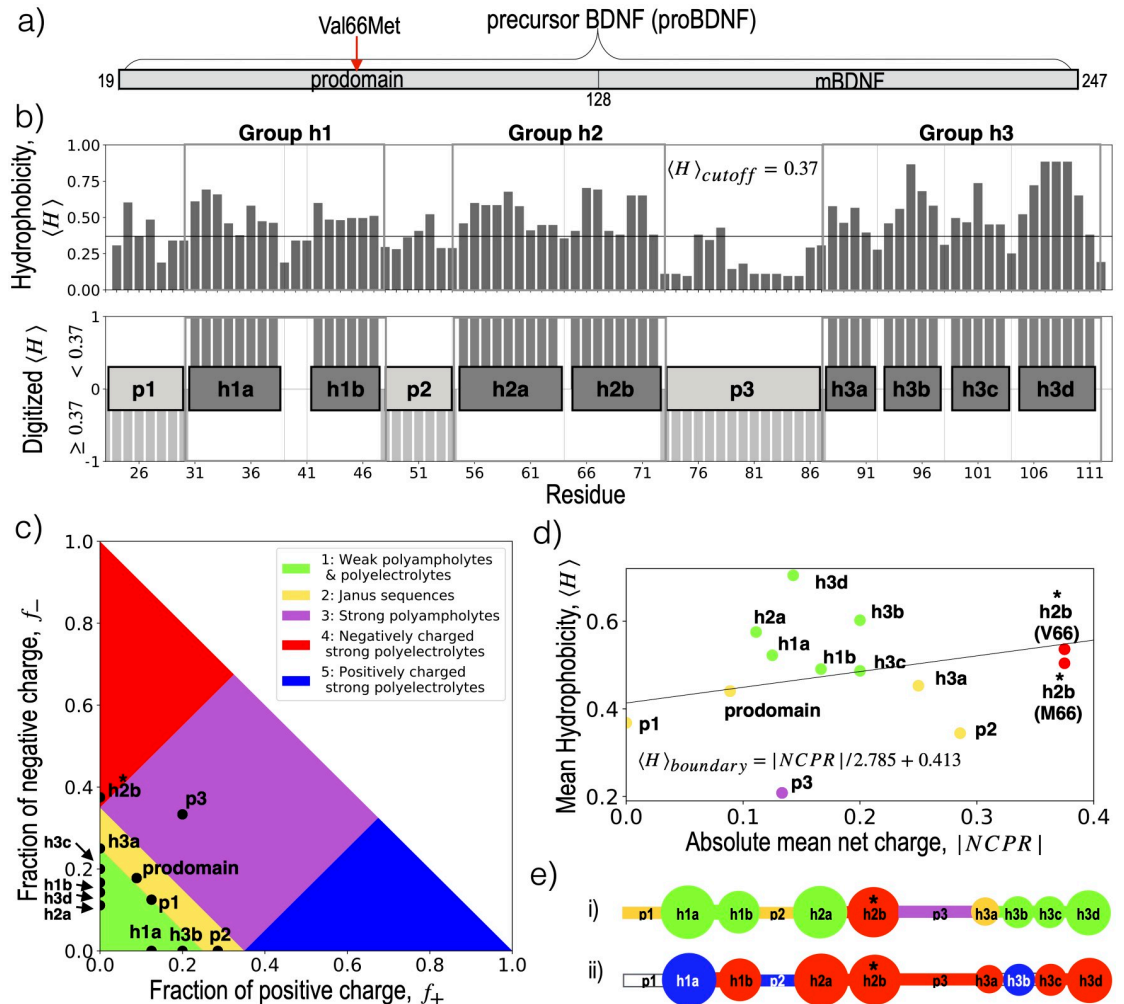 a)
Val66Met
precursor BDNF (proBDNF)
19
prodomain
mBDNF
247
128
b)
Group h1
Group h2
Group h3
Hydrophobicity, ⟨H⟩
1.00
0.75
0.50
0.25
0.00
⟨H⟩cutoff = 0.37
Digitized ⟨H⟩
≥ 0.37 < 0.37
1
0
-1
p1
h1a
h1b
p2
h2a
h2b
p3
h3a
h3b
h3c
h3d
26 31 36 41 46 51 56 61 66 71 76 81 86 91 96 101 106 111
Residue
c)
Fraction of negative charge, f−
1.0
0.8
0.6
0.4
0.2
0.0
1: Weak polyampholytes
& polyelectrolytes
2: Janus sequences
3: Strong polyampholytes
4: Negatively charged
strong polyelectrolytes
5: Positively charged
strong polyelectrolytes
*
h2b
p3
h3c
h3a
prodomain
h1b
h3d
h2a
p1
h1a
h3b
p2
0.0 0.2 0.4 0.6 0.8 1.0
Fraction of positive charge, f+
d)
Mean Hydrophobicity, ⟨H⟩
0.6
0.4
0.2
h3d
h2a
h3b
h1a
h1b
h3c
h3a
*
h2b
(V66)
*
h2b
(M66)
p1
prodomain
p2
⟨H⟩boundary = |NCPR|/2.785 + 0.413
p3
0.0 0.1 0.2 0.3 0.4
Absolute mean net charge, |NCPR|
e)
i)
p1 h1a h1b p2 h2a * h2b p3 h3a h3b h3c h3d
ii)
p1 h1a h1b p2 h2a * h2b p3 h3a h3b h3c h3d